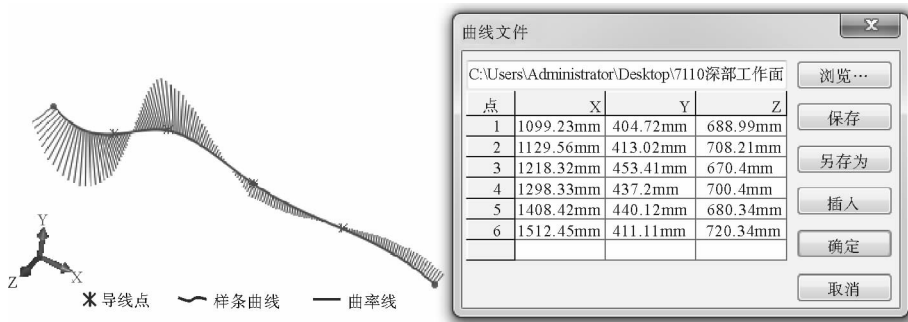 Y
X
Z
导线点
样条曲线
曲率线
曲线文件
x
C:\Users\Administrator\Desktop\7110深部工作面
浏览…
保存
另存为
插入
确定
取消
点 X Y Z
1 1099.23mm 404.72mm 688.99mm
2 1129.56mm 413.02mm 708.21mm
3 1218.32mm 453.41mm 670.4mm
4 1298.33mm 437.2mm 700.4mm
5 1408.42mm 440.12mm 680.34mm
6 1512.45mm 411.11mm 720.34mm